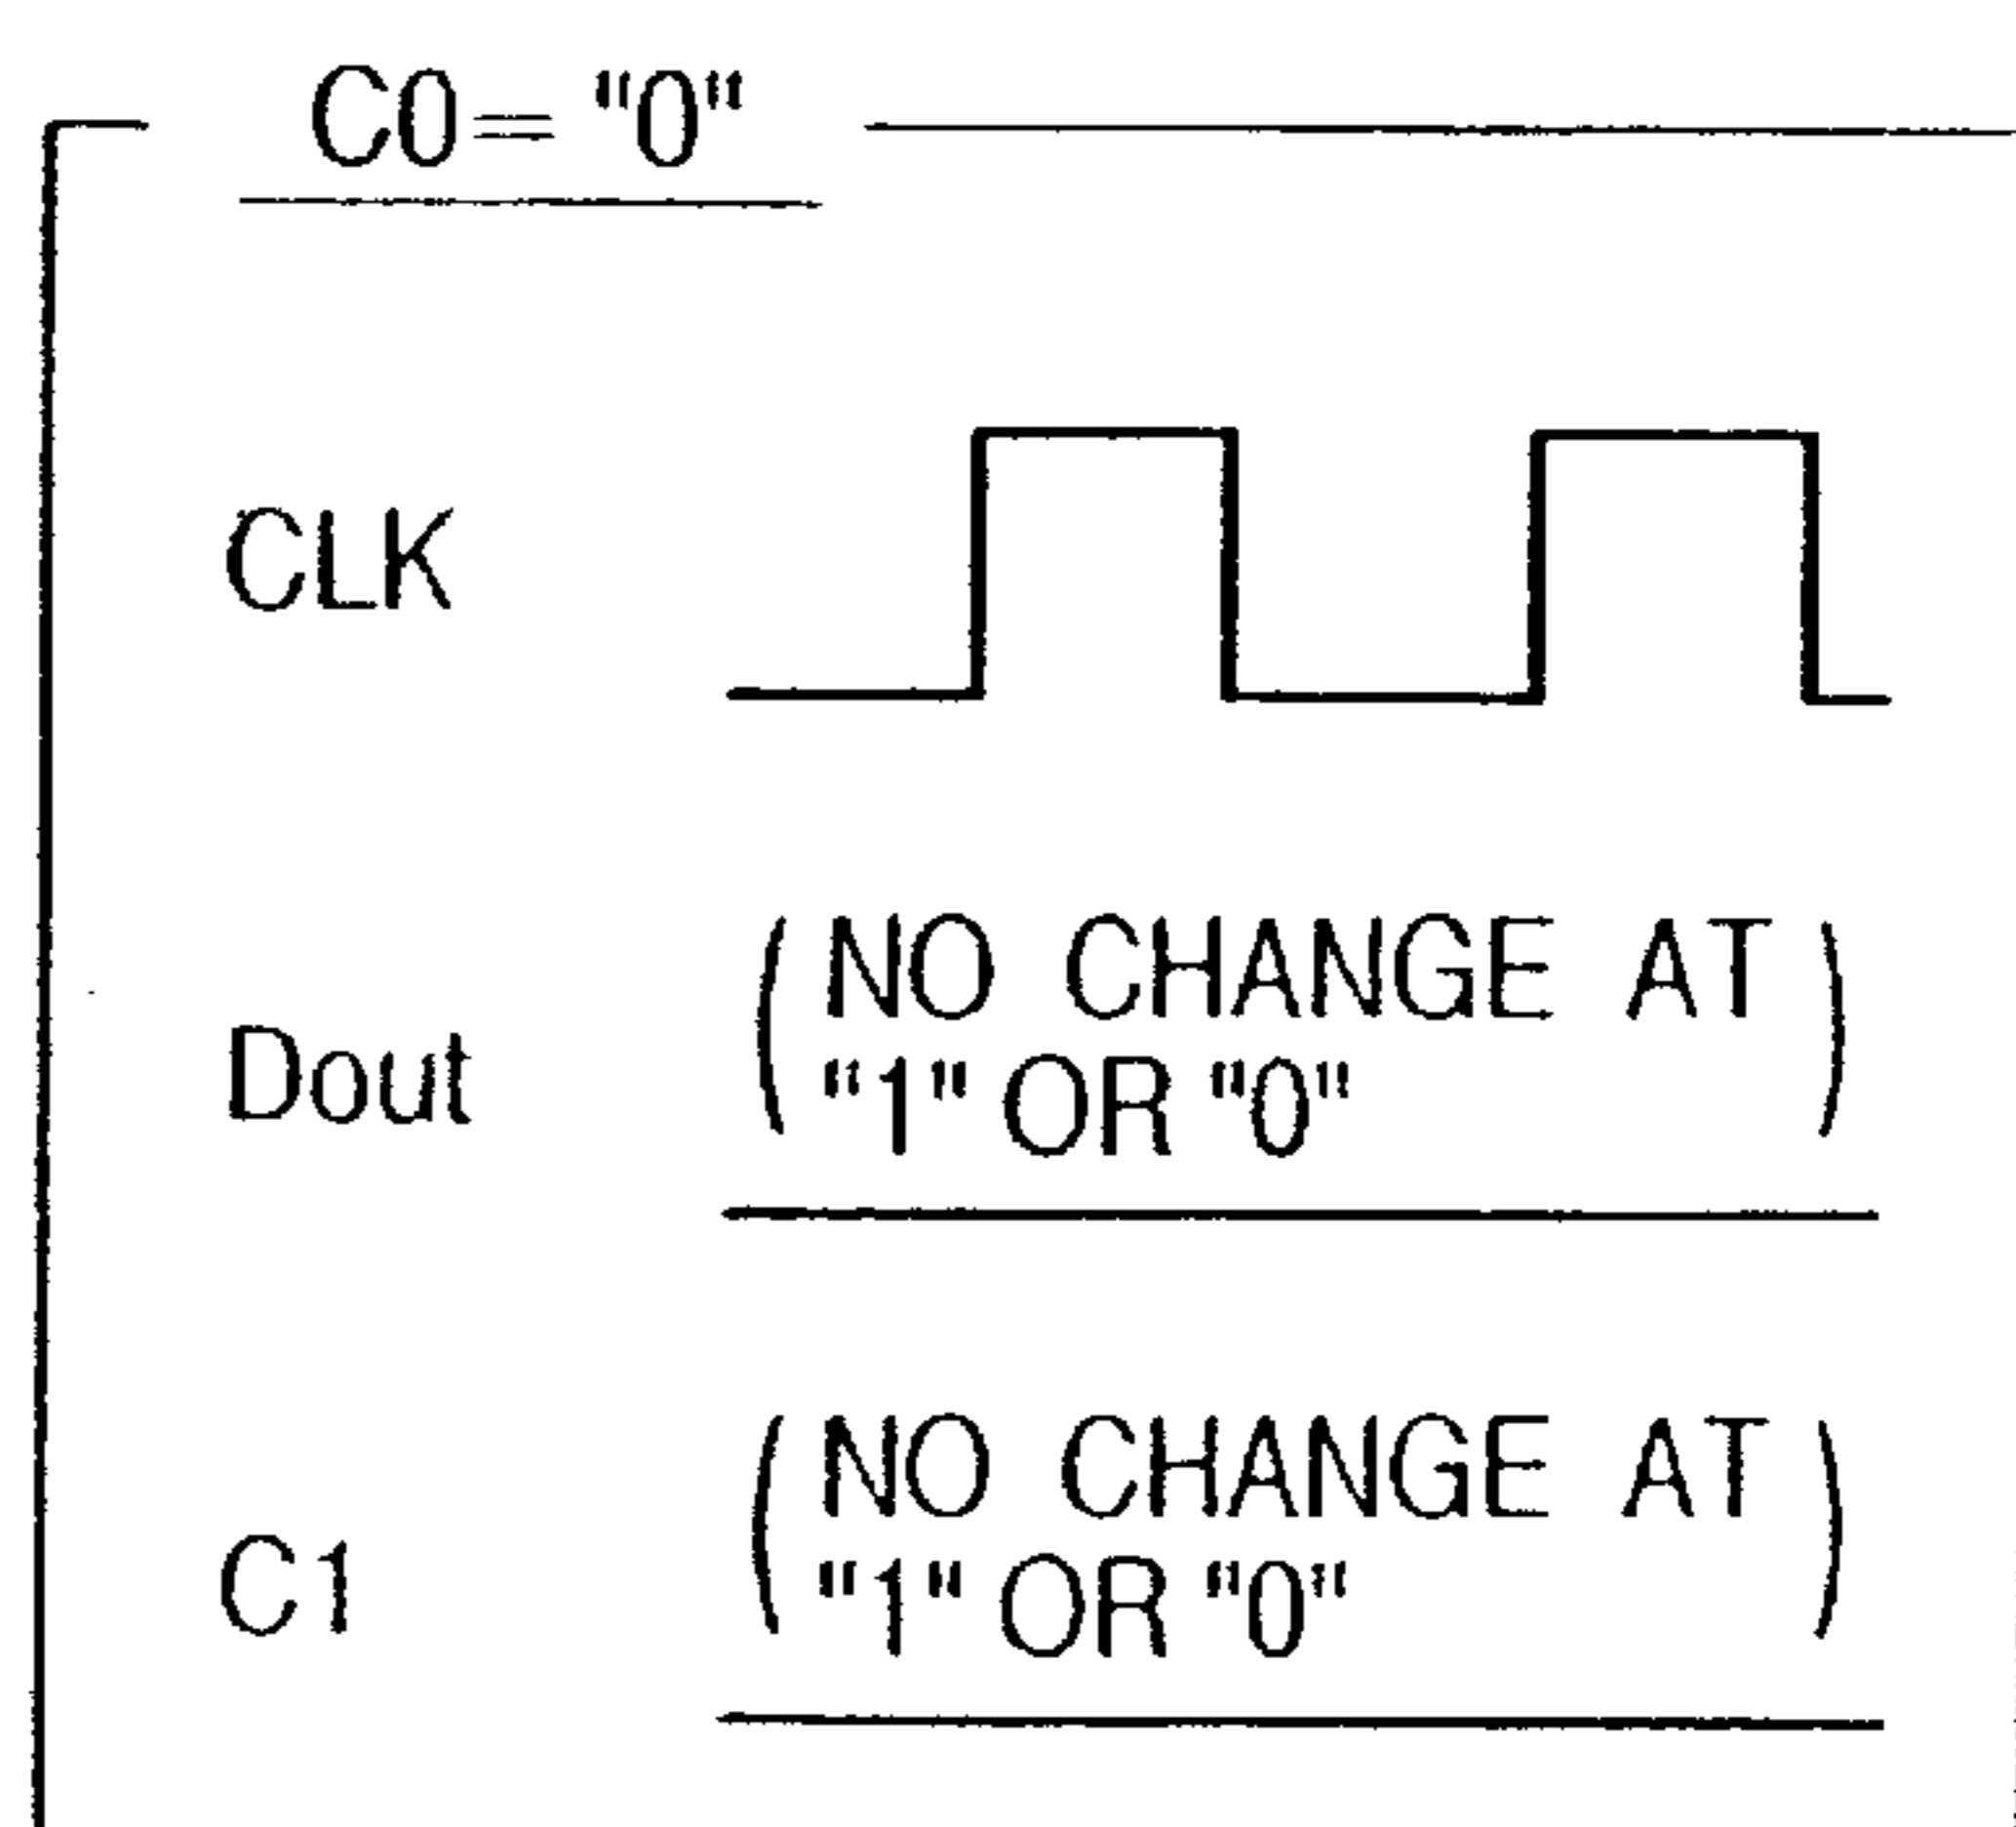 C0= "0"
CLK
NO CHANGE AT
Dout
"1" OR "0"
NO CHANGE AT
C1
"1" OR "0"